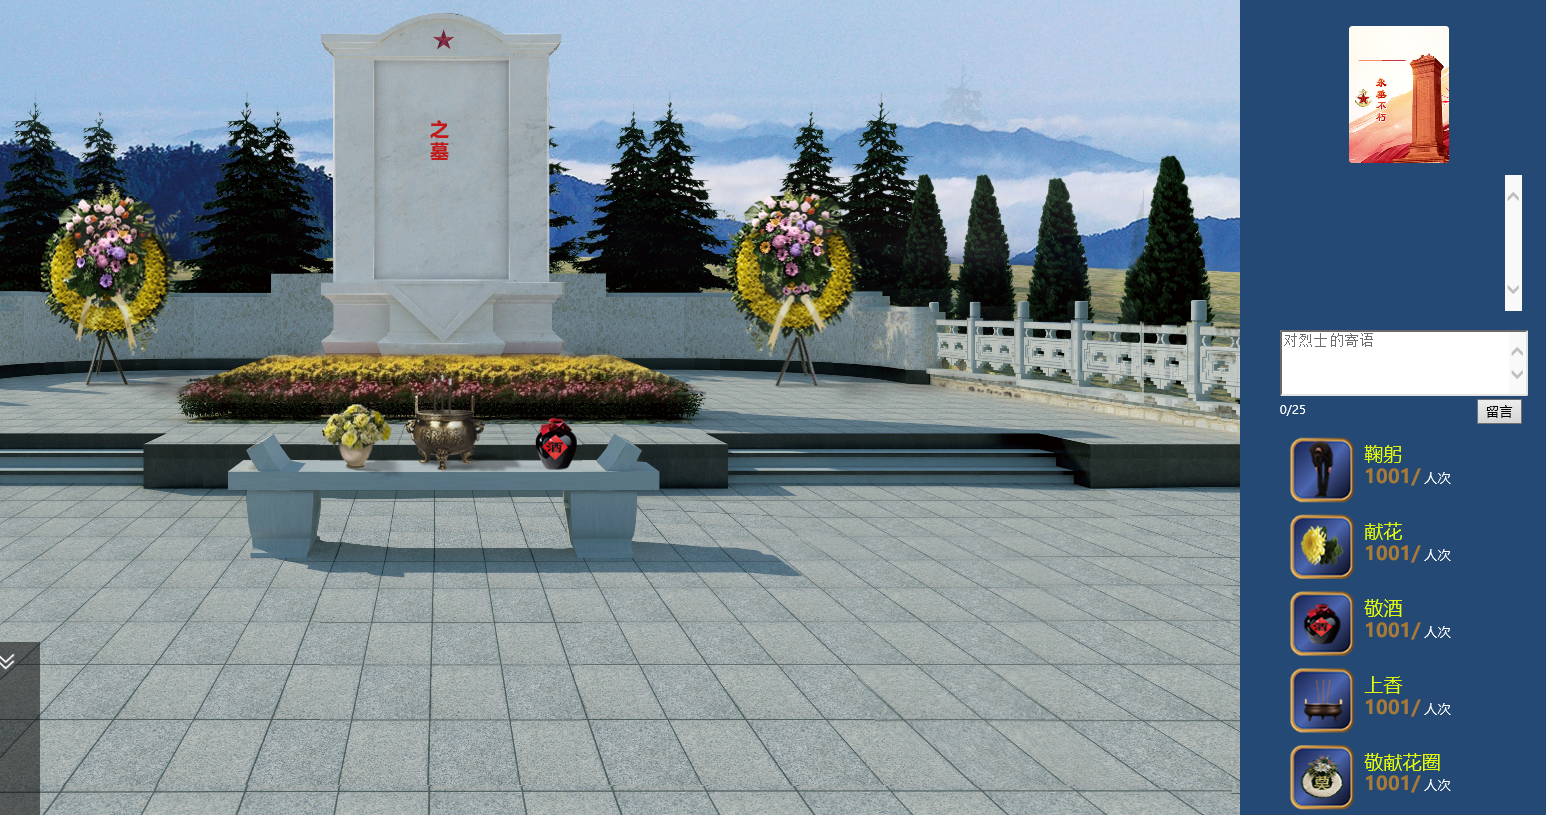 之
墓
永
垂
不
朽
对烈士的寄语
0/25
留言
鞠躬
1001/ 人次
献花
1001/ 人次
酒
敬酒
1001/ 人次
上香
1001/ 人次
敬献花圈
1001/ 人次
奠